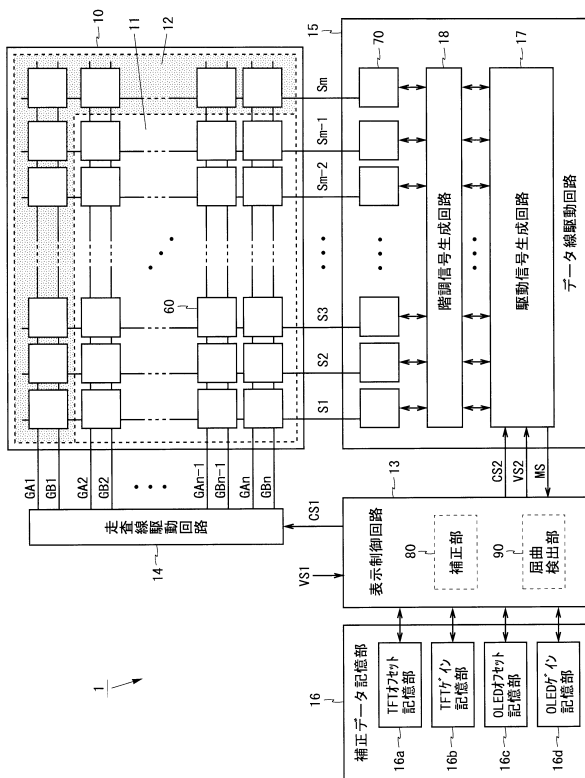 1
10
11
12
60
GA1
GB1
GA2
GB2
GAn-1
GBn-1
GAn
GBn
S1
S2
S3
Sm-2
Sm-1
Sm
走査線駆動回路
14
CS1
VS1
13
表示制御回路
80
補正部
90
屈曲
検出部
CS2
VS2
MS
15
70
18
階調信号生成回路
17
駆動信号生成回路
データ線駆動回路
16
補正データ記憶部
TFTオフセット
記憶部
16a
TFTゲイン
記憶部
16b
OLEDオフセット
記憶部
16c
OLEDゲイン
記憶部
16d